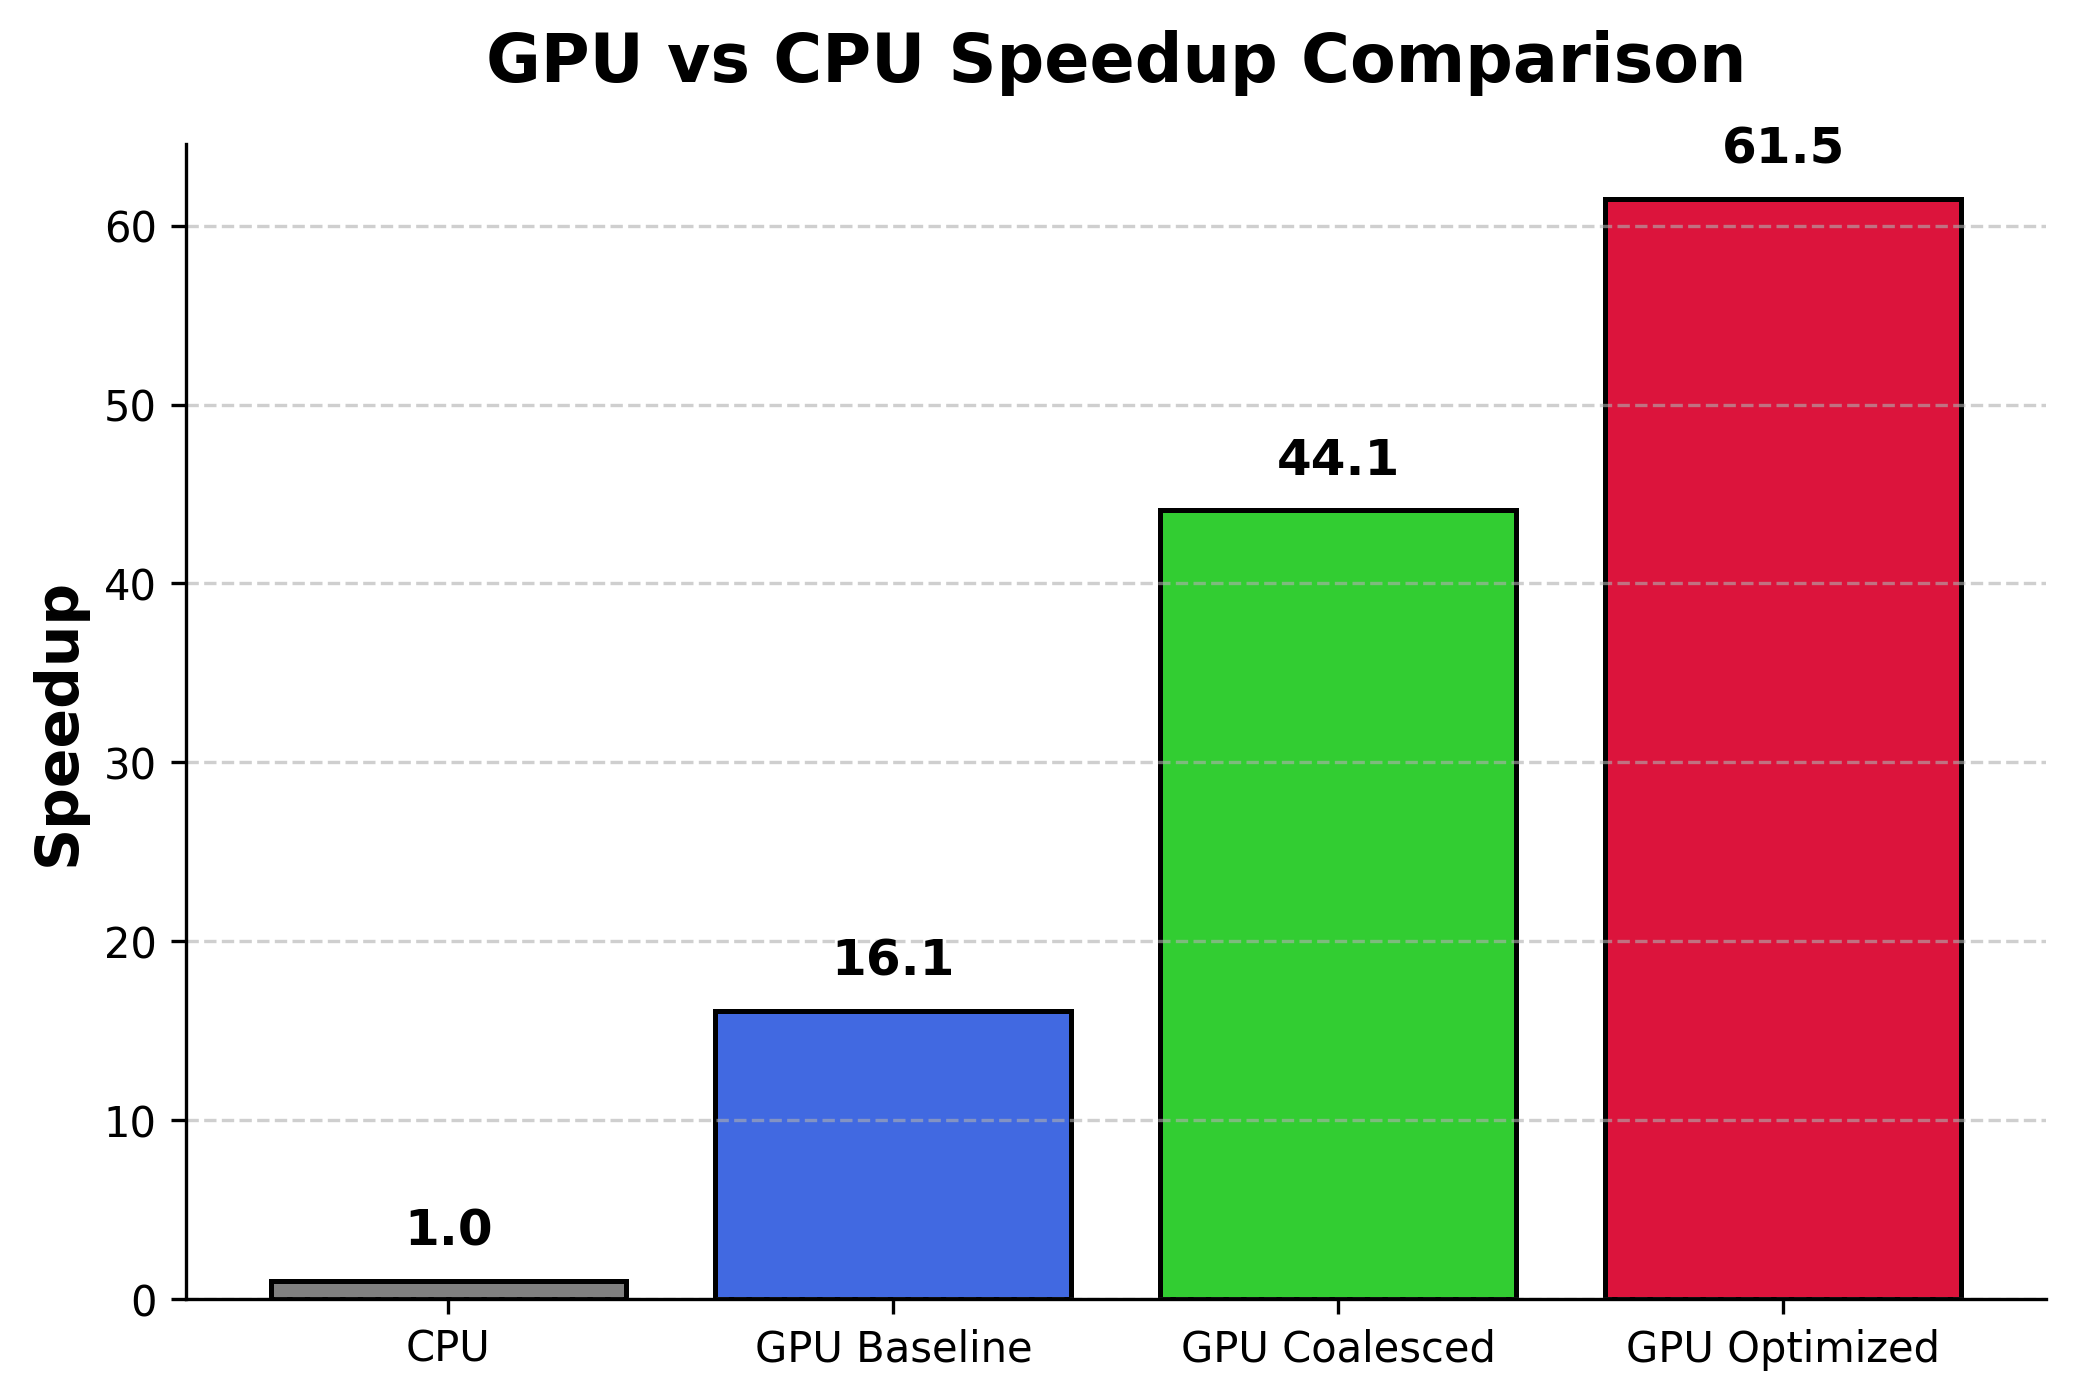 GPU vs CPU Speedup Comparison
61.5
60
50
44.1
40
Speedup
30
20
16.1
10
1.0
0
CPU
GPU Baseline
GPU Coalesced
GPU Optimized